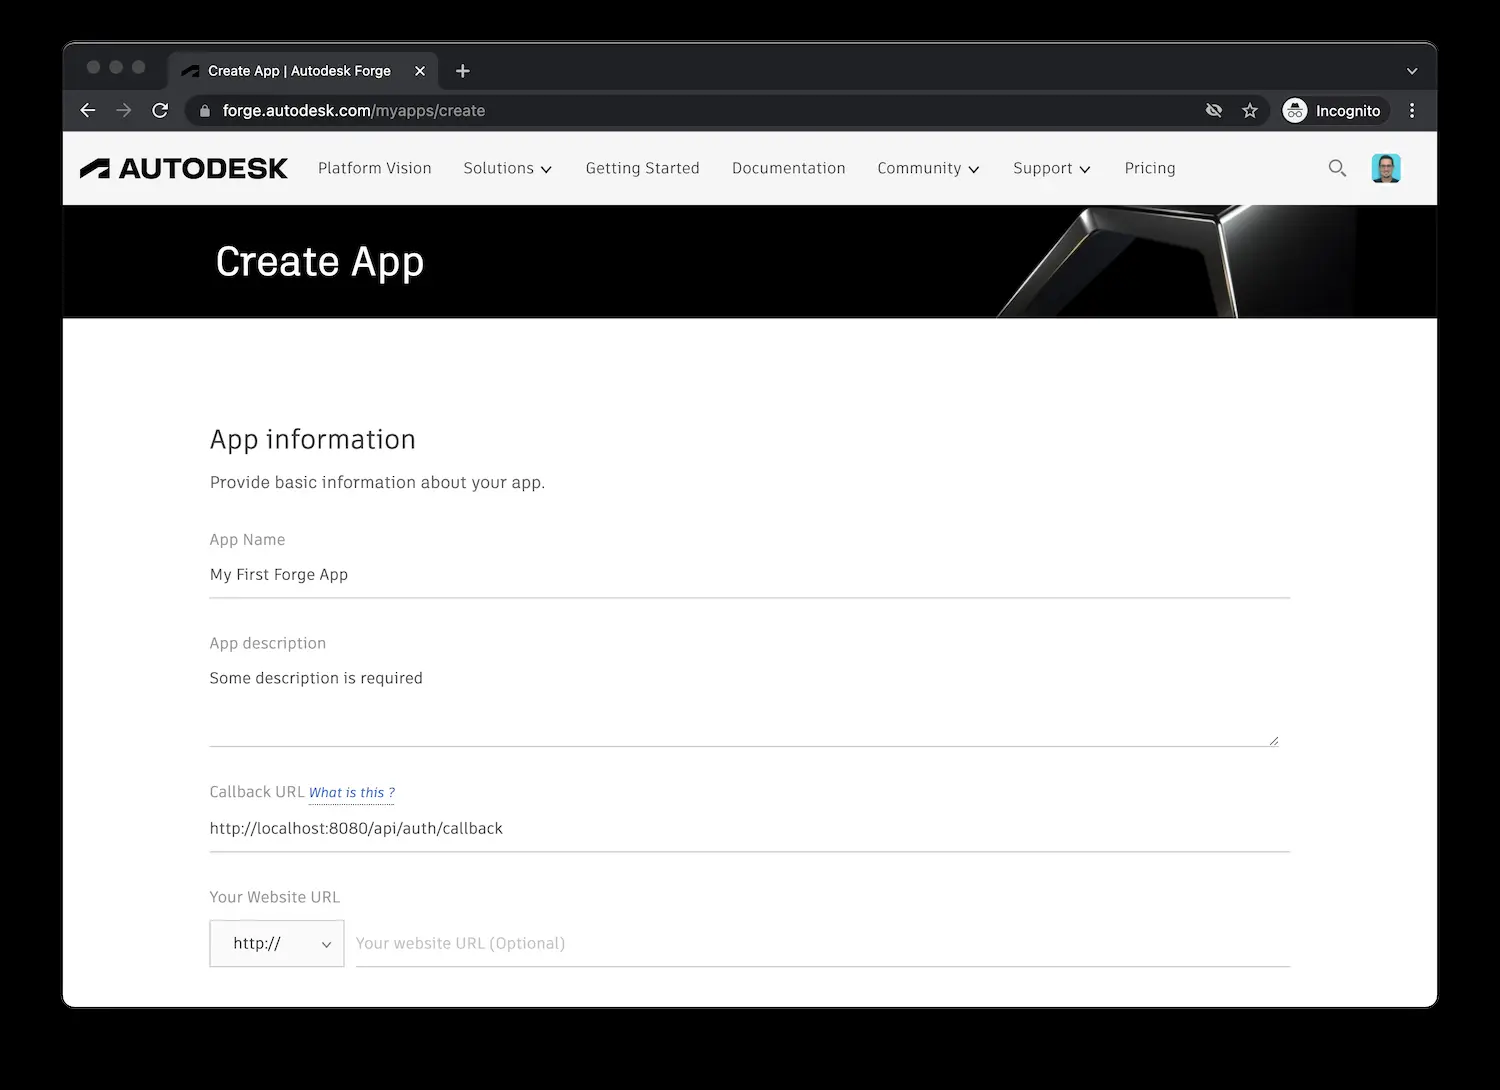 Create App | Autodesk Forge
forge.autodesk.com/myapps/create
Incognito
AUTODESK Platform Vision Solutions Getting Started Documentation Community Support Pricing
Create App
App information
Provide basic information about your app.
App Name
My First Forge App
App description
Some description is required
Callback URL What is this ?
http://localhost:8080/api/auth/callback
Your Website URL
http:// Your website URL (Optional)